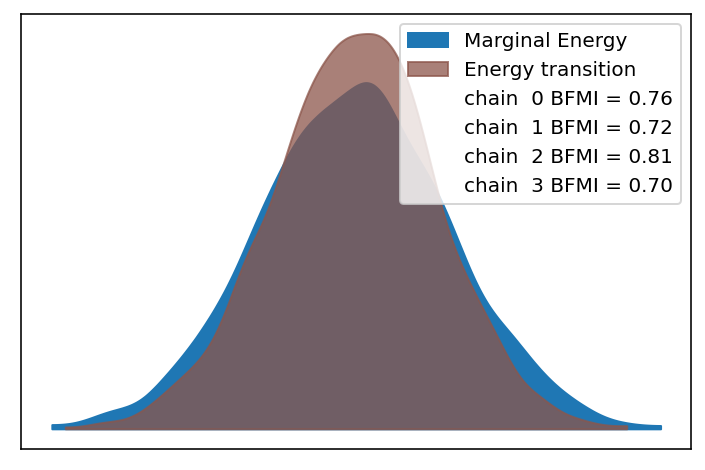 Marginal Energy
Energy transition
chain  0 BFMI = 0.76
chain  1 BFMI = 0.72
chain  2 BFMI = 0.81
chain  3 BFMI = 0.70